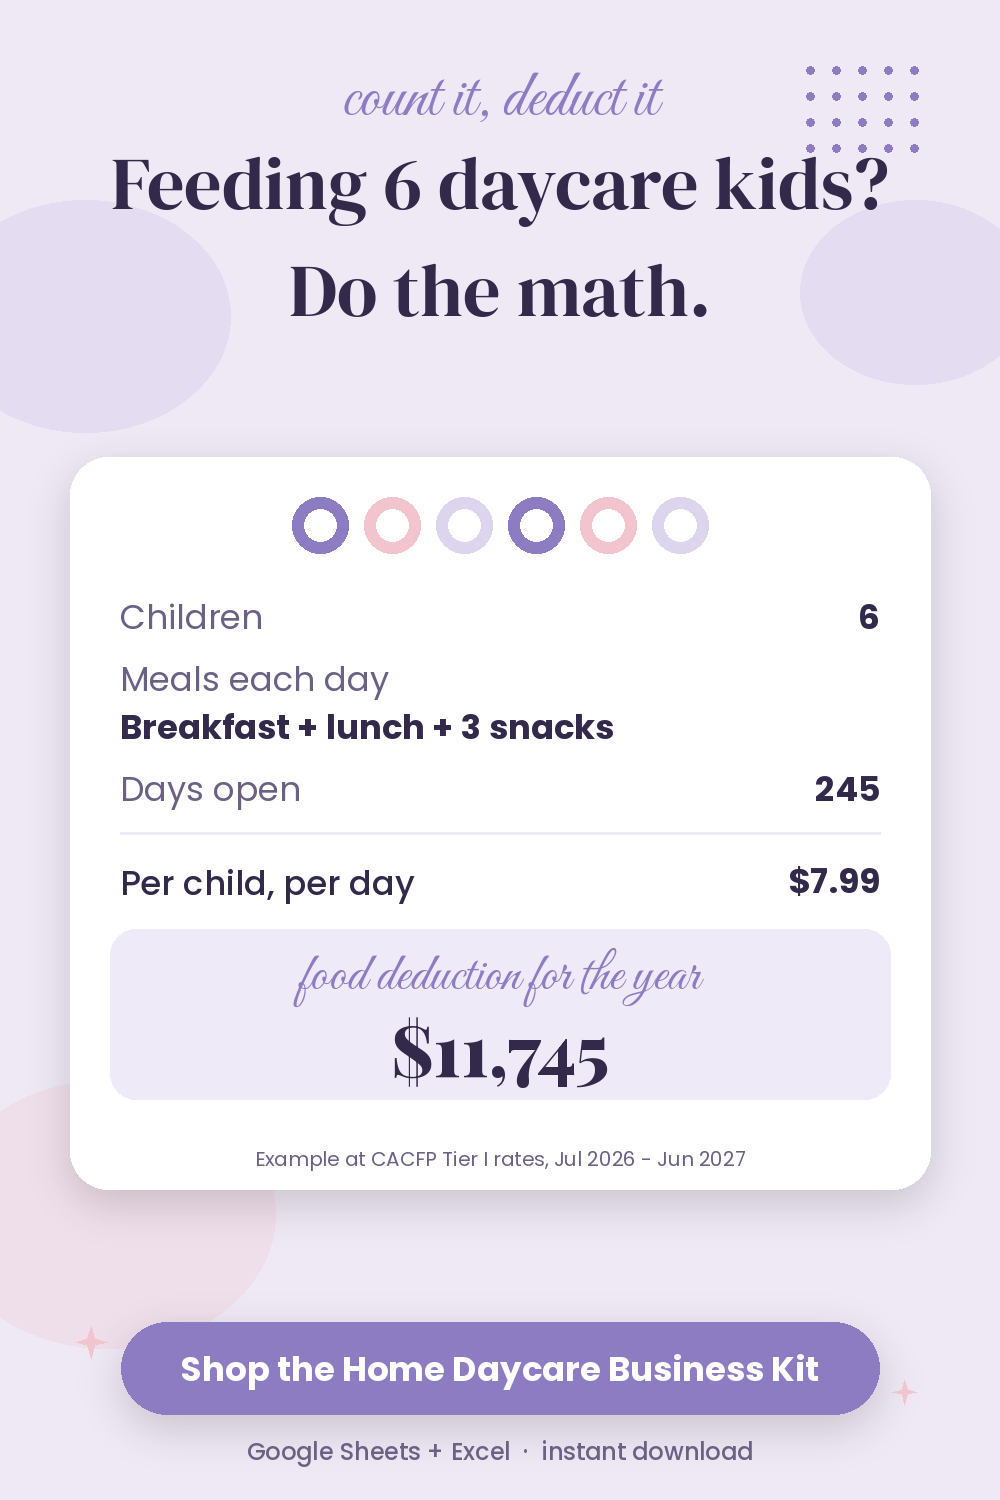 count it, deduct it
Feeding 6 daycare kids?
Do the math.
Children 6
Meals each day
Breakfast + lunch + 3 snacks
Days open 245
Per child, per day $7.99
food deduction for the year
$11,745
Example at CACFP Tier I rates, Jul 2026 - Jun 2027
Shop the Home Daycare Business Kit
Google Sheets + Excel · instant download